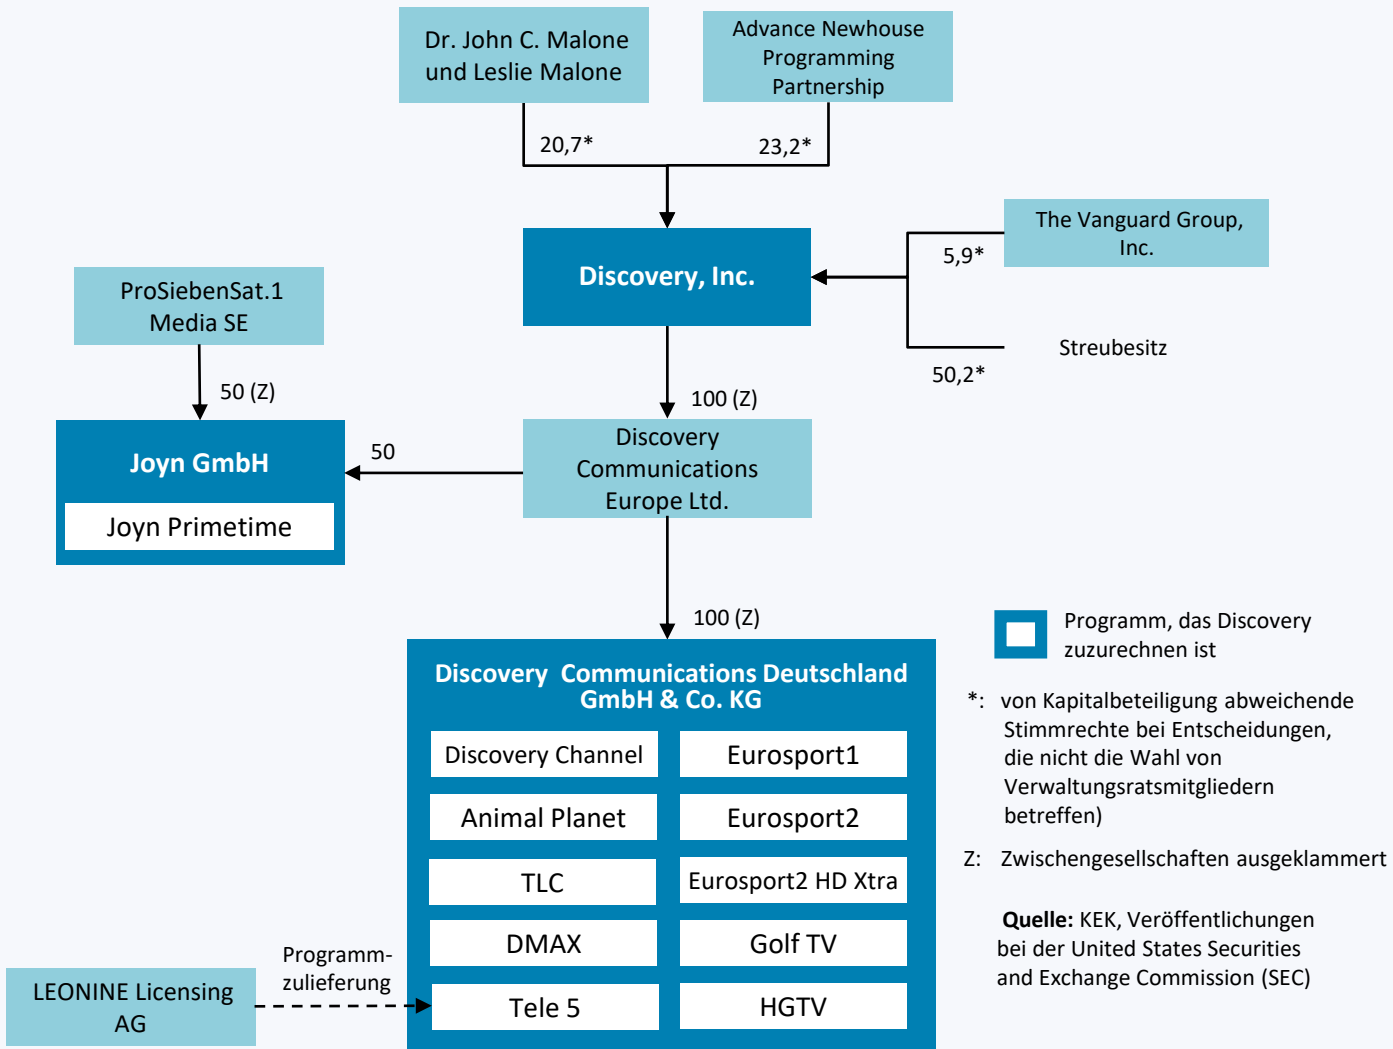 Dr. John C. Malone
und Leslie Malone
Advance Newhouse
Programming
Partnership
20,7*
23,2*
The Vanguard Group,
Inc.
5,9*
Discovery, Inc.
Streubesitz
50,2*
ProSiebenSat.1
Media SE
50 (Z)
100 (Z)
Joyn GmbH
Joyn Primetime
50
Discovery
Communications
Europe Ltd.
100 (Z)
Discovery Communications Deutschland
GmbH & Co. KG
Discovery Channel
Eurosport1
Animal Planet
Eurosport2
TLC
Eurosport2 HD Xtra
DMAX
Golf TV
Tele 5
HGTV
Programm-
zulieferung
LEONINE Licensing
AG
Programm, das Discovery
zuzurechnen ist
*: von Kapitalbeteiligung abweichende
Stimmrechte bei Entscheidungen,
die nicht die Wahl von
Verwaltungsratsmitgliedern
betreffen)
Z: Zwischengesellschaften ausgeklammert
Quelle: KEK, Veröffentlichungen
bei der United States Securities
and Exchange Commission (SEC)